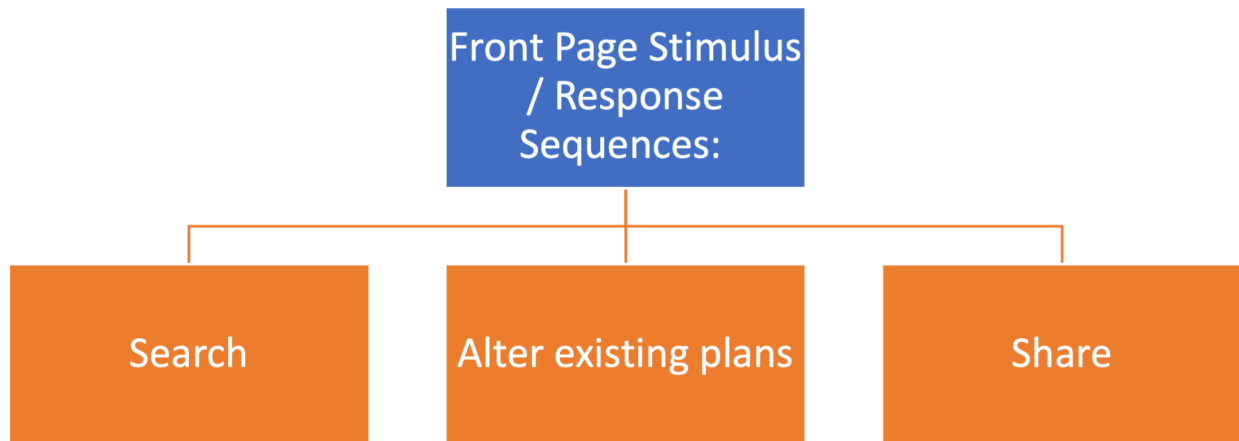 Front Page Stimulus
/ Response
Sequences:
Search
Alter existing plans
Share